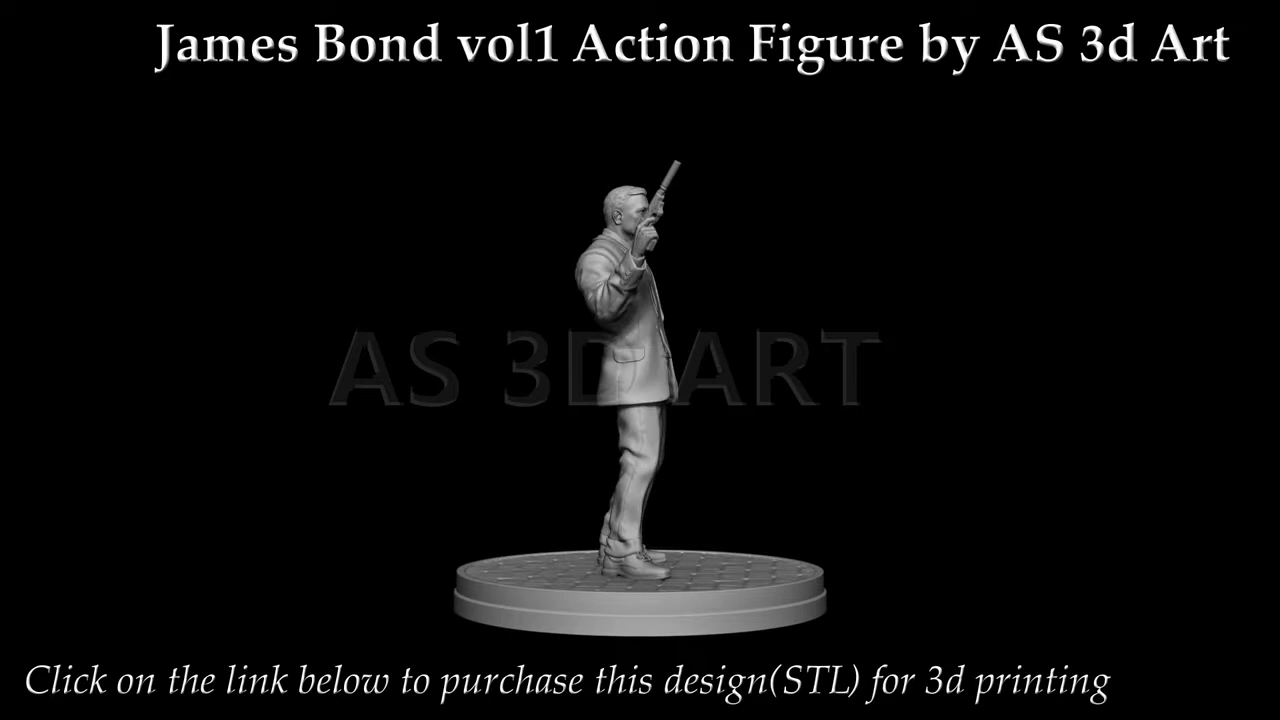 James Bond vol1 Action Figure by AS 3d Art
AS 3D ART
Click on the link below to purchase this design(STL) for 3d printing